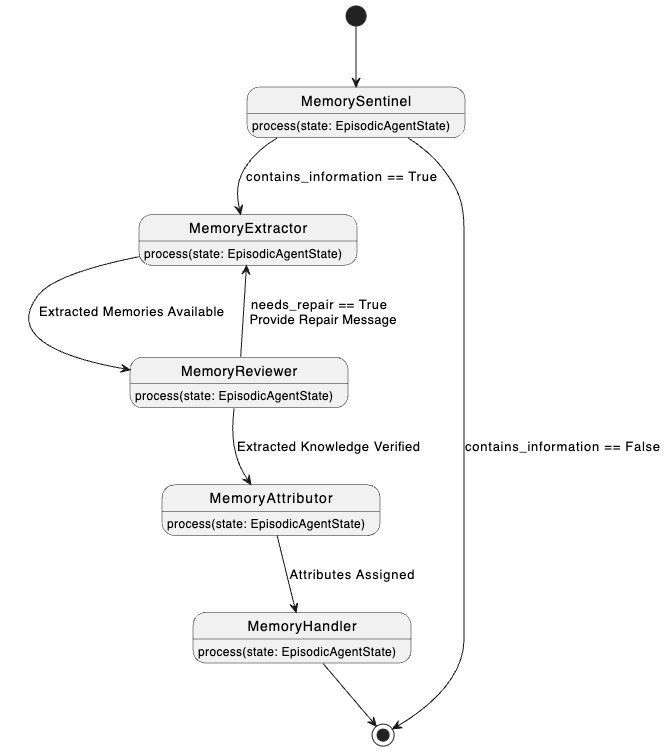 MemorySentinel
process(state: EpisodicAgentState)
contains_information == True
MemoryExtractor
process(state: EpisodicAgentState)
Extracted Memories Available
needs_repair == True
Provide Repair Message
MemoryReviewer
process(state: EpisodicAgentState)
Extracted Knowledge Verified
contains_information == False
MemoryAttributor
process(state: EpisodicAgentState)
Attributes Assigned
MemoryHandler
process(state: EpisodicAgentState)